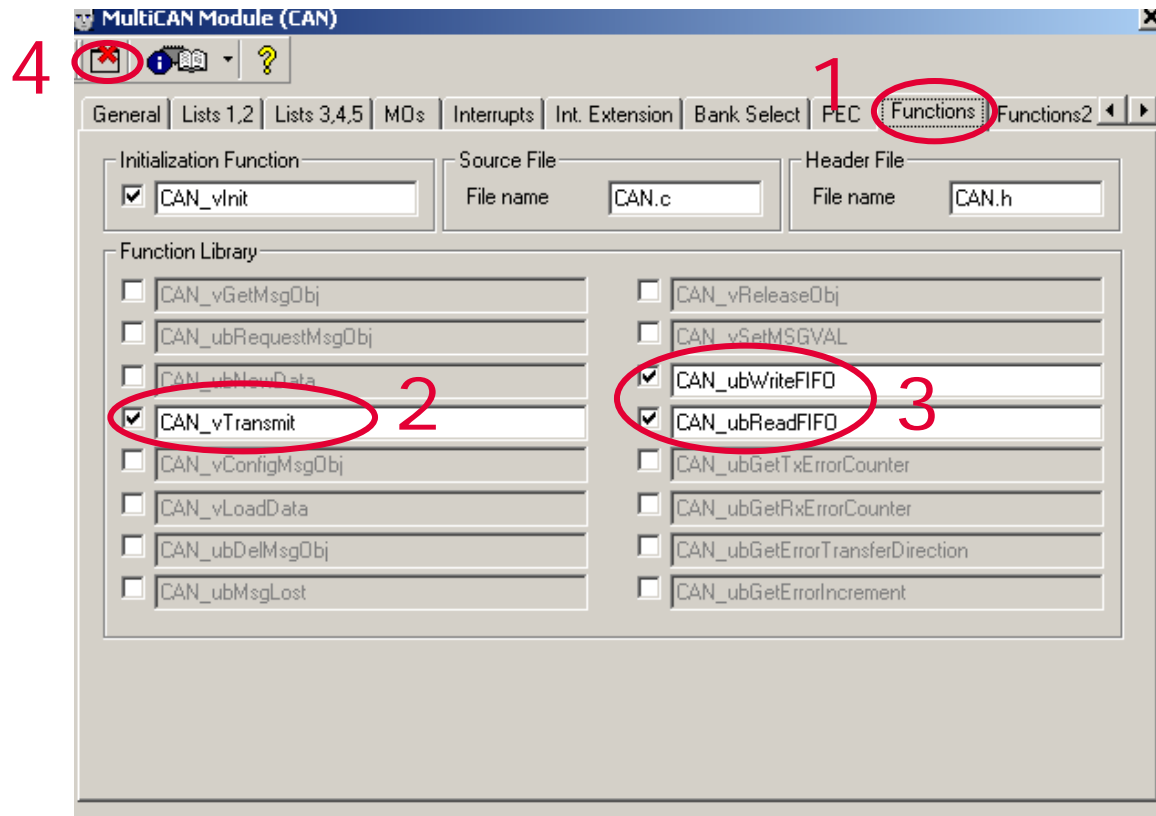 MultiCAN Module (CAN)
4
1
General Lists 1,2 Lists 3,4,5 MOs Interrupts Int. Extension Bank Select PEC Functions Functions2
Initialization Function Source File Header File
CAN_vInit File name CAN.c File name CAN.h
Function Library
CAN_vGetMsgObj CAN_vReleaseObj
CAN_ubRequestMsgObj CAN_vSetMSGVAL
CAN_ubNewData CAN_ubWriteFIFO
2 3
CAN_vTransmit CAN_ubReadFIFO
CAN_vConfigMsgObj CAN_ubGetTxErrorCounter
CAN_vLoadData CAN_ubGetRxErrorCounter
CAN_ubDelMsgObj CAN_ubGetErrorTransferDirection
CAN_ubMsgLost CAN_ubGetErrorIncrement